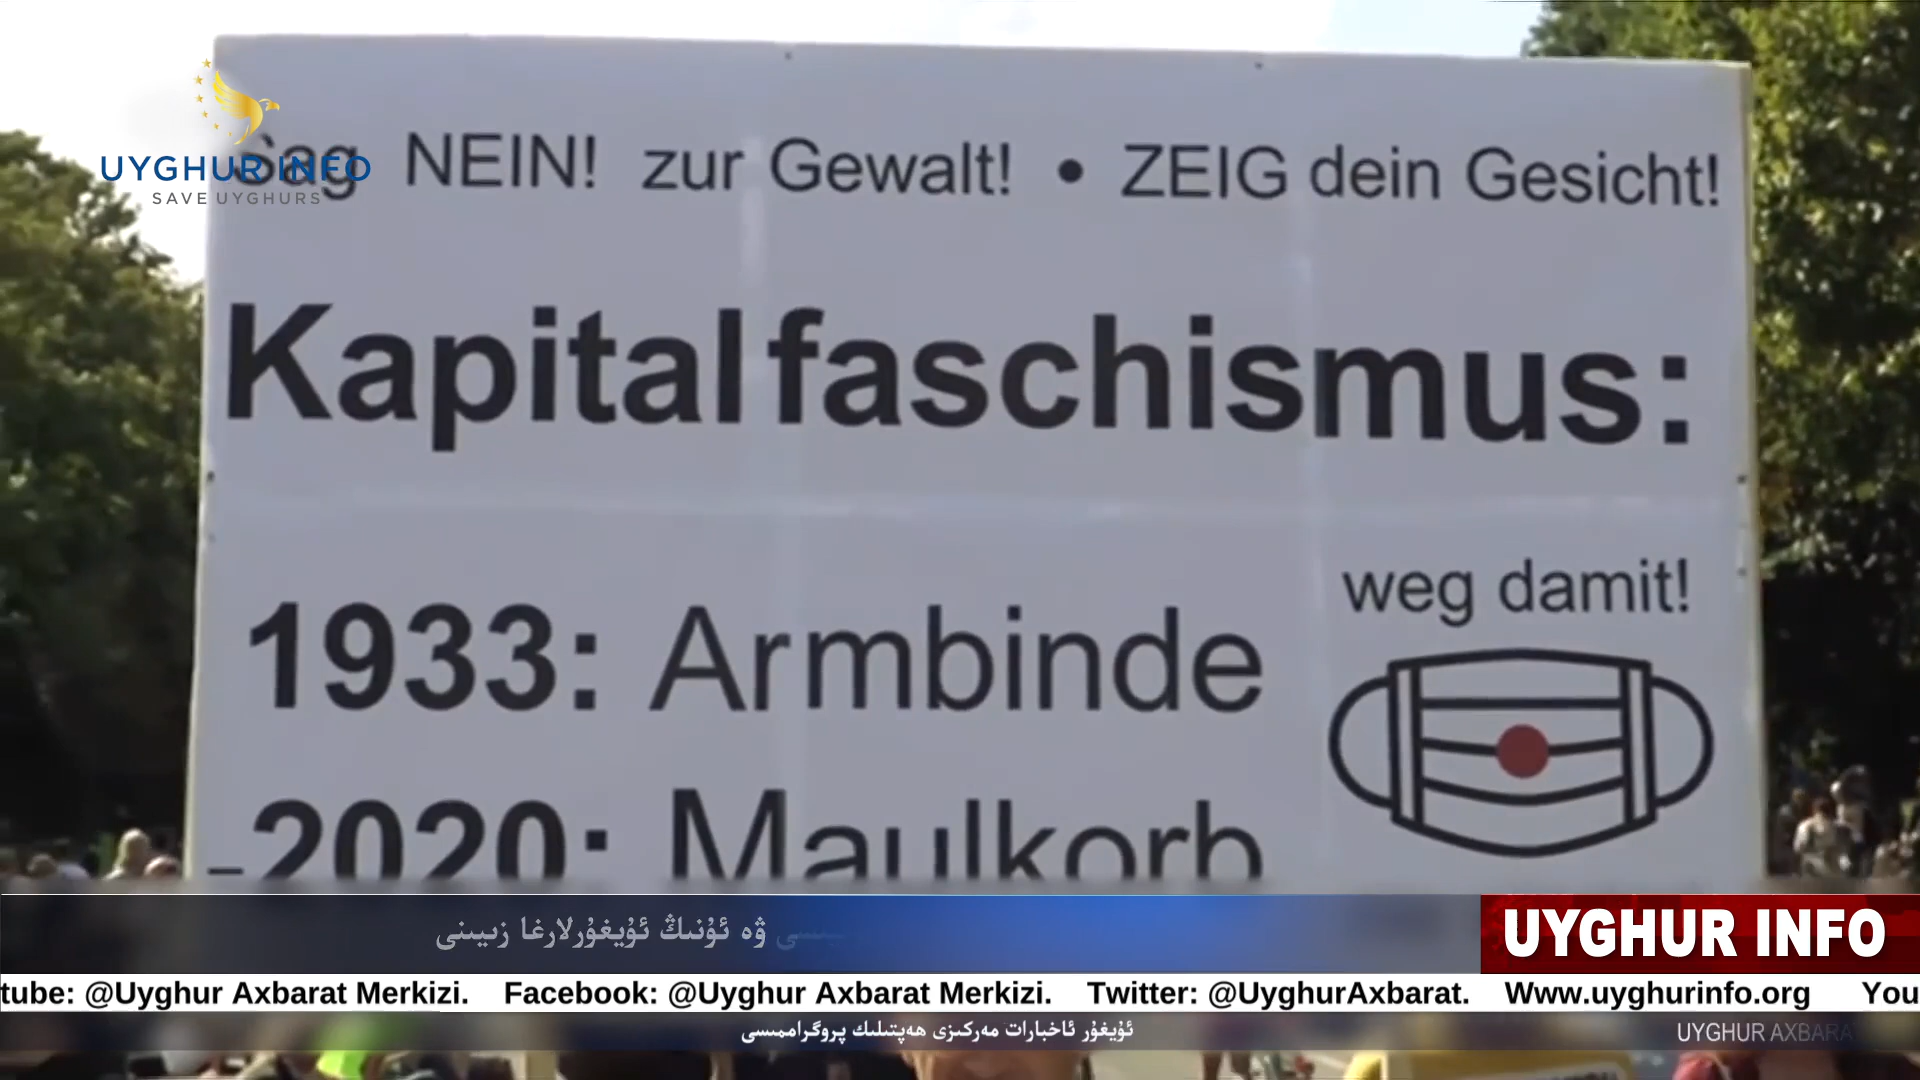 Sag NEIN! zur Gewalt! • ZEIG dein Gesicht!
UYGHUR INFO
SAVE UYGHURS
Kapitalfaschismus:
weg damit!
1933: Armbinde
-2020: Maulkorb
ۋە ئۇنىڭ ئۇيغۇرلارغا زىيىنى
UYGHUR INFO
tube: @Uyghur Axbarat Merkizi. Facebook: @Uyghur Axbarat Merkizi. Twitter: @UyghurAxbarat. Www.uyghurinfo.org You
ئۇيغۇر ئاخبارات مەركىزى ھەپتىلىك پروگراممىسى
UYGHUR AXBARA